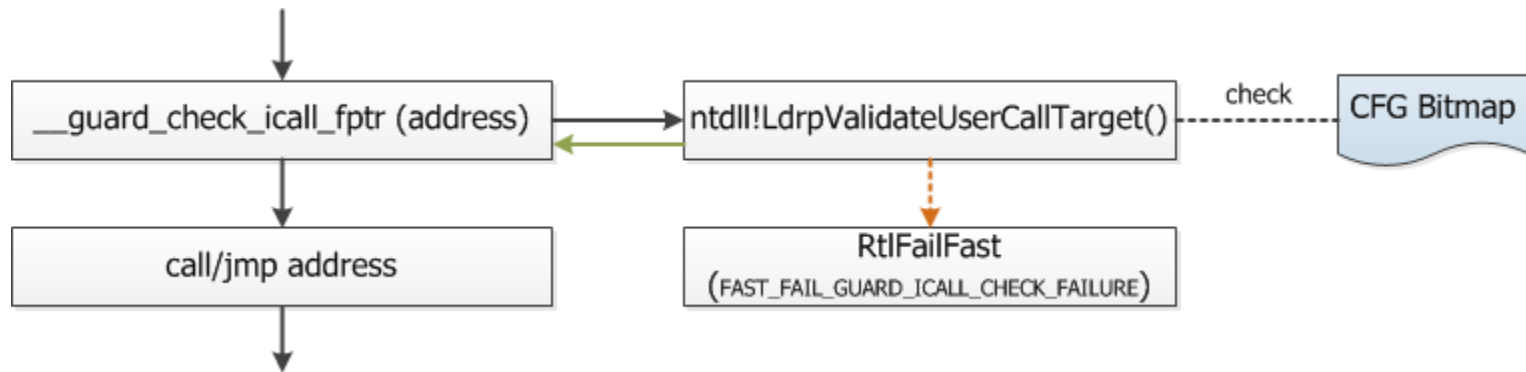 __guard_check_icall_fptr (address)
ntdll!LdrpValidateUserCallTarget()
check
CFG Bitmap
call/jmp address
RtlFailFast
(FAST_FAIL_GUARD_ICALL_CHECK_FAILURE)